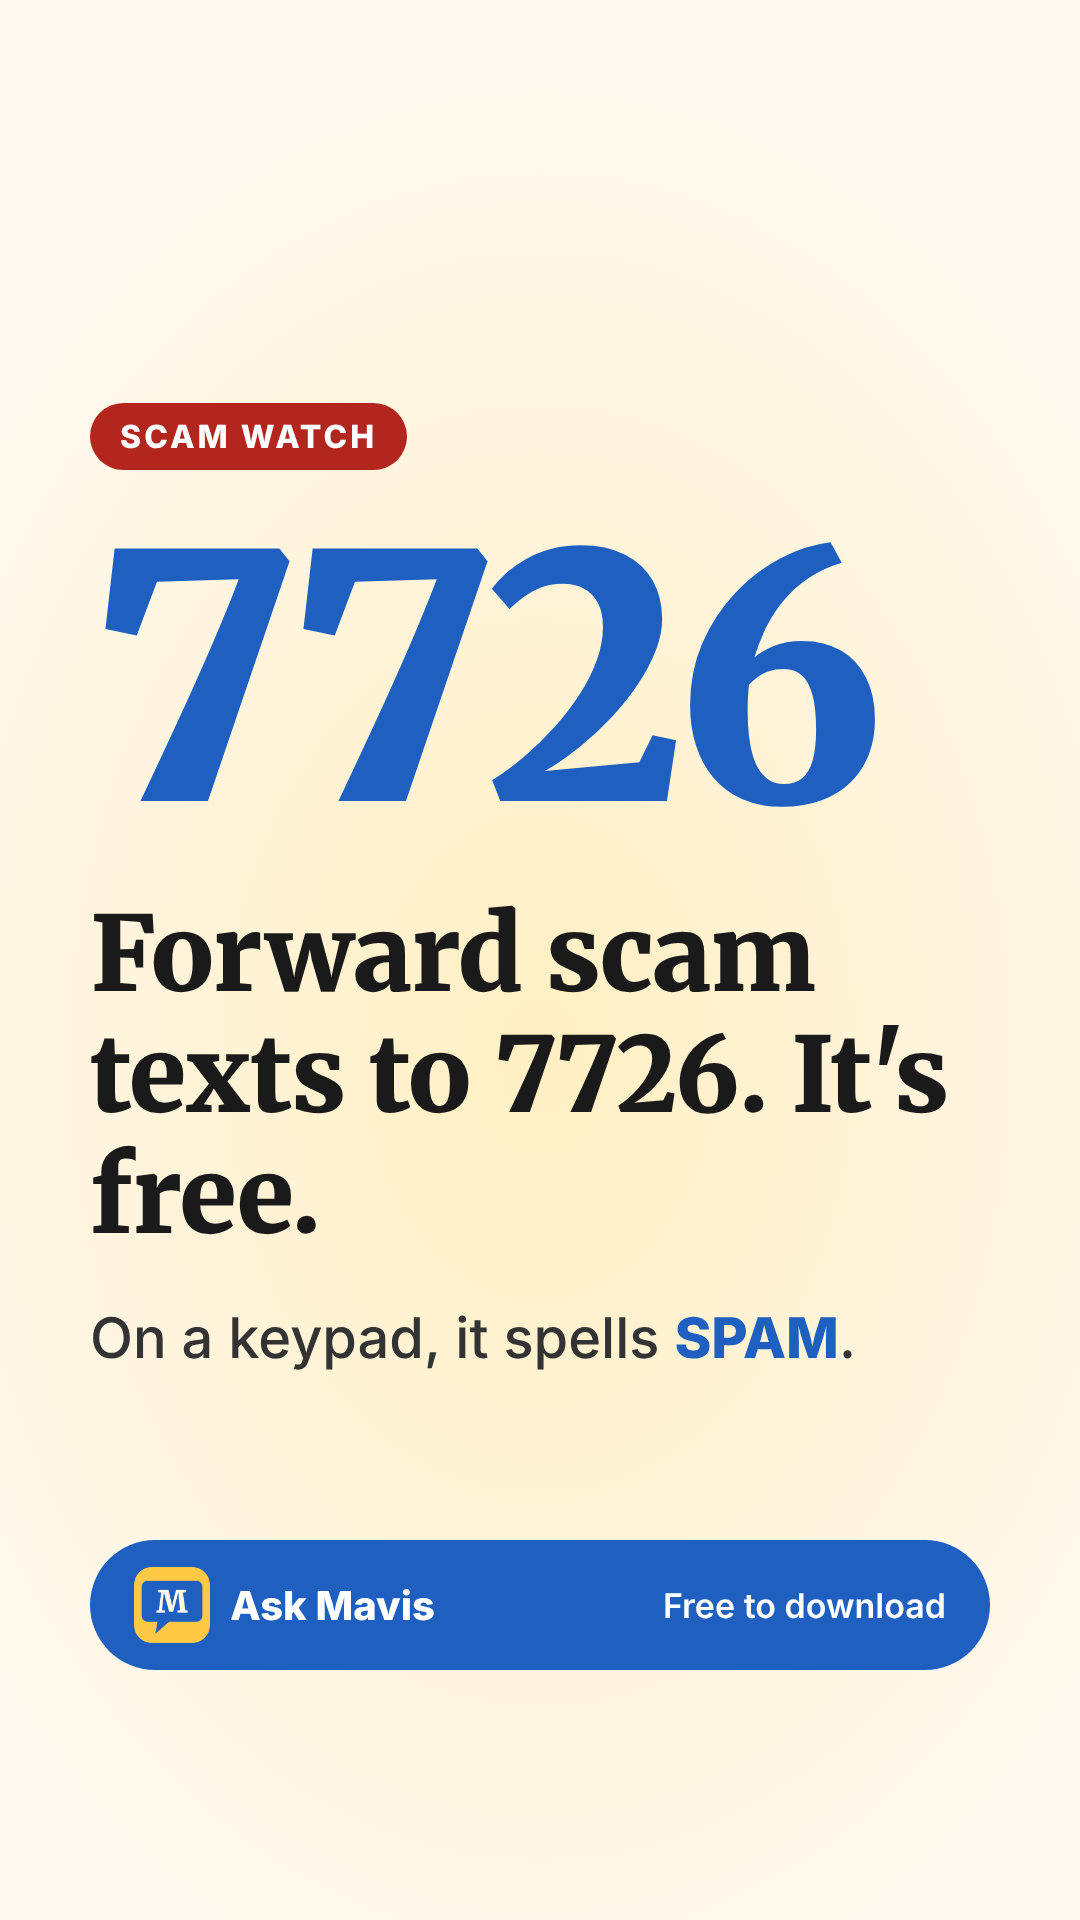 SCAM WATCH
7726
Forward scam
texts to 7726. It's
free.
On a keypad, it spells SPAM.
M
Ask Mavis
Free to download